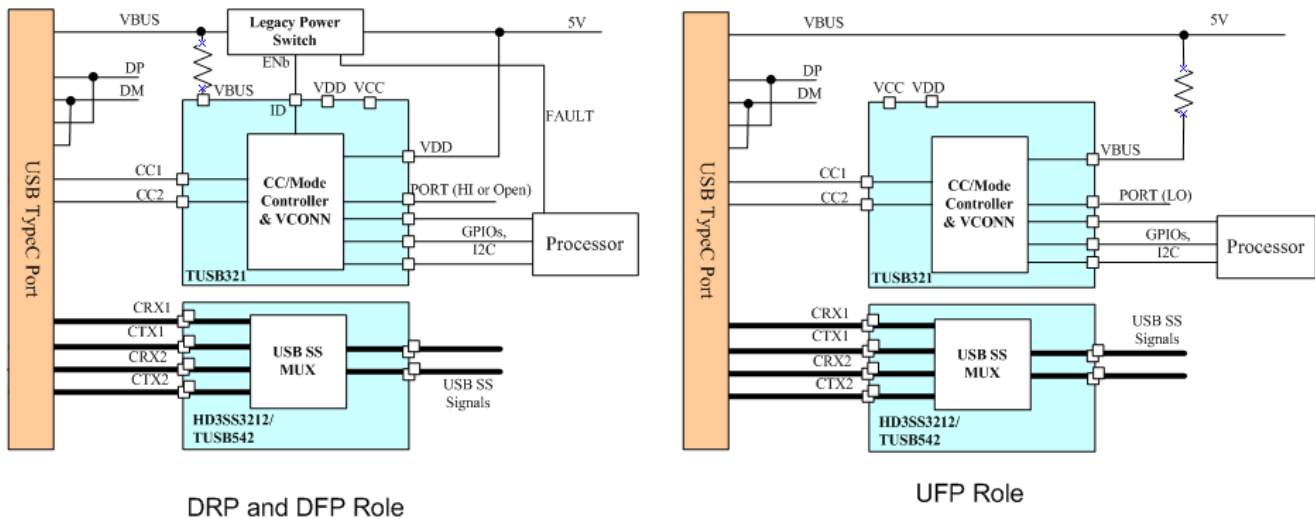 VBUS
Legacy Power
Switch
5V
ENb
DP
DM
VBUS
ID
VDD
VCC
FAULT
VDD
CC1
CC2
CC/Mode
Controller
& VCONN
PORT (HI or Open)
GPIOs,
I2C
Processor
TUSB321
USB TypeC Port
CRX1
CTX1
CRX2
CTX2
USB SS
MUX
USB SS
Signals
HD3SS3212/
TUSB542
DRP and DFP Role
VBUS
5V
DP
DM
VCC
VDD
VBUS
CC1
CC2
CC/Mode
Controller
& VCONN
PORT (LO)
GPIOs,
I2C
Processor
TUSB321
USB TypeC Port
CRX1
CTX1
CRX2
CTX2
USB SS
MUX
USB SS
Signals
HD3SS3212/
TUSB542
UFP Role